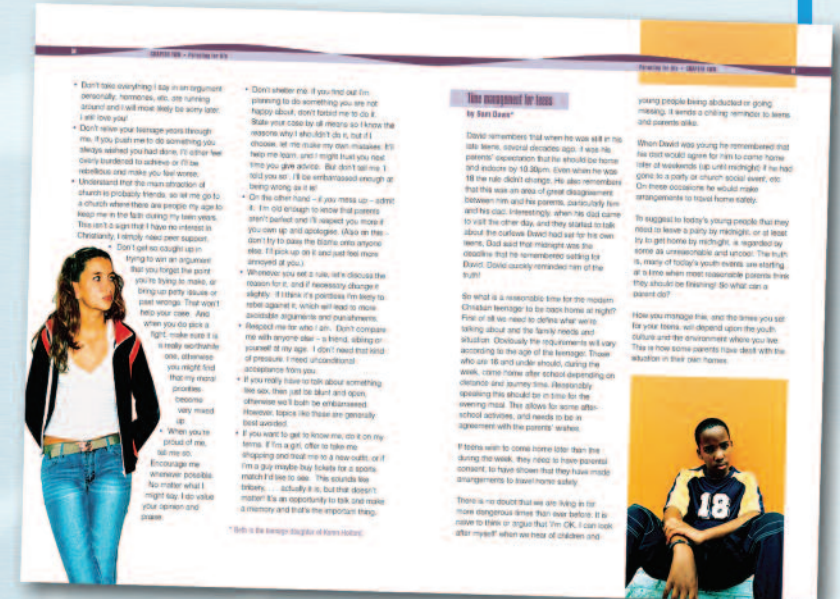 CHAPTER FIVE • Parenting for life
• Don't take everything I say in an argument
personally, hormones, etc. are running
around and I will most likely be sorry later.
I still love you!
• Don't relive your teenage years through
me. If you push me to do something you
always wished you had done, I'll either feel
overly burdened to achieve or I'll be
rebellious and make you feel worse.
• Understand that the main attraction of
church is probably friends, so let me go to
a church where there are people my age to
keep me in the faith during my teen years.
This isn't a sign that I have no interest in
Christianity, I simply need peer support.
• Don't get so caught up in
trying to win an argument
that you forget the point
you're trying to make, or
bring up petty issues or
past wrongs. That won't
help your case. And
when you do pick a
fight, make sure it is
a really worthwhile
one, otherwise
you might find
that my moral
priorities
become
very mixed
up.
• When you're
proud of me,
tell me so.
Encourage me
whenever possible.
No matter what I
might say, I do value
your opinion and
praise.
• Don't shelter me. If you find out I'm
planning to do something you are not
happy about, don't forbid me to do it.
State your case by all means so I know the
reasons why I shouldn't do it, but if I
choose, let me make my own mistakes. It'll
help me learn, and I might trust you next
time you give advice. But don't tell me 'I
told you so', I'll be embarrassed enough at
being wrong as it is!
• On the other hand – if you mess up – admit
it. I'm old enough to know that parents
aren't perfect and I'll respect you more if
you own up and apologise. (Also on this –
don't try to pass the blame onto anyone
else. I'll pick up on it and just feel more
annoyed at you.)
• Whenever you set a rule, let's discuss the
reason for it, and if necessary change it
slightly. If I think it's pointless I'm likely to
rebel against it, which will lead to more
avoidable arguments and punishments.
• Respect me for who I am. Don't compare
me with anyone else – a friend, sibling or
yourself at my age. I don't need that kind
of pressure. I need unconditional
acceptance from you.
• If you really have to talk about something
like sex, then just be blunt and open,
otherwise we'll both be embarrassed.
However, topics like these are generally
best avoided.
• If you want to get to know me, do it on my
terms. If I'm a girl, offer to take me
shopping and treat me to a new outfit, or if
I'm a guy maybe buy tickets for a sports
match I'd like to see. This sounds like
bribery, . . . actually it is, but that doesn't
matter! It's an opportunity to talk and make
a memory and that's the important thing.
* Beth is the teenage daughter of Karen Holford
Parenting for life • CHAPTER FIVE
Time management for teens
by Dawn*
David remembers that when he was still in his
late teens, several decades ago, it was his
parents' expectation that he should be home
and indoors by 10.30pm. Even when he was
18 the rule didn't change. He also remembers
that this was an area of great disagreement
between him and his parents, particularly him
and his dad. Interestingly, when his dad came
to visit the other day, and they started to talk
about the curfews David had set for his own
teens, Dad said that midnight was the
deadline that he remembered setting for
David. David quickly reminded him of the
truth!
So what is a reasonable time for the modern
Christian teenager to be back home at night?
First of all we need to define what we're
talking about and the family needs and
situation. Obviously the requirements will vary
according to the age of the teenager. Those
who are 16 and under should, during the
week, come home after school depending on
distance and journey time. Reasonably
speaking this should be in time for the
evening meal. This allows for some after-
school activities, and needs to be in
agreement with the parents' wishes.
If teens wish to come home later than this
during the week, they need to have parental
consent, to have shown that they have made
arrangements to travel home safely.
There is no doubt that we are living in far
more dangerous times than ever before. It is
naive to think or argue that 'I'm OK, I can look
after myself' when we hear of children and
young people being abducted or going
missing. It sends a chilling reminder to teens
and parents alike.
When David was young he remembered that
his dad would agree for him to come home
later at weekends (up until midnight) if he had
gone to a party or church social event, etc.
On these occasions he would make
arrangements to travel home safely.
To suggest to today's young people that they
need to leave a party by midnight, or at least
try to get home by midnight, is regarded by
some as unreasonable and uncool. The truth
is, many of today's youth events are starting
at a time when most reasonable parents think
they should be finishing! So what can a
parent do?
How you manage this, and the times you set
for your teens, will depend upon the youth
culture and the environment where you live.
This is how some parents have dealt with the
situation in their own homes.
18